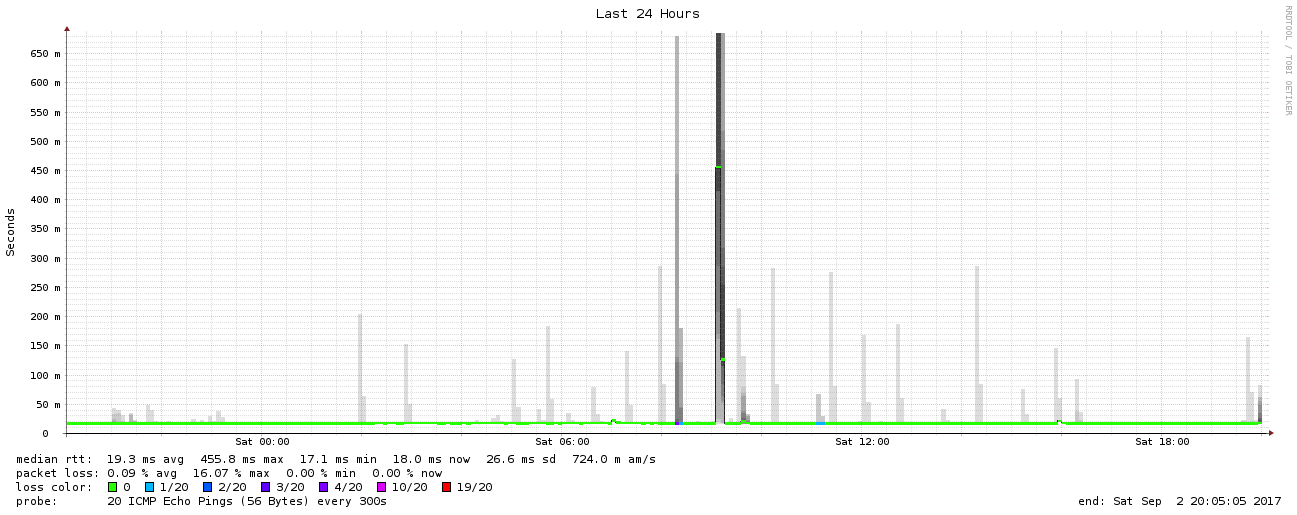 Last 24 Hours
RRDTOOL / TOBI OETIKER
Seconds
650 m
600 m
550 m
500 m
450 m
400 m
350 m
300 m
250 m
200 m
150 m
100 m
50 m
0
Sat 00:00 Sat 06:00 Sat 12:00 Sat 18:00
median rtt: 19.3 ms avg 455.8 ms max 17.1 ms min 18.0 ms now 26.6 ms sd 724.0 m am/s
packet loss: 0.09 % avg 16.07 % max 0.00 % min 0.00 % now
loss color: 0 1/20 2/20 3/20 4/20 10/20 19/20
probe: 20 ICMP Echo Pings (56 Bytes) every 300s end: Sat Sep 2 20:05:05 2017